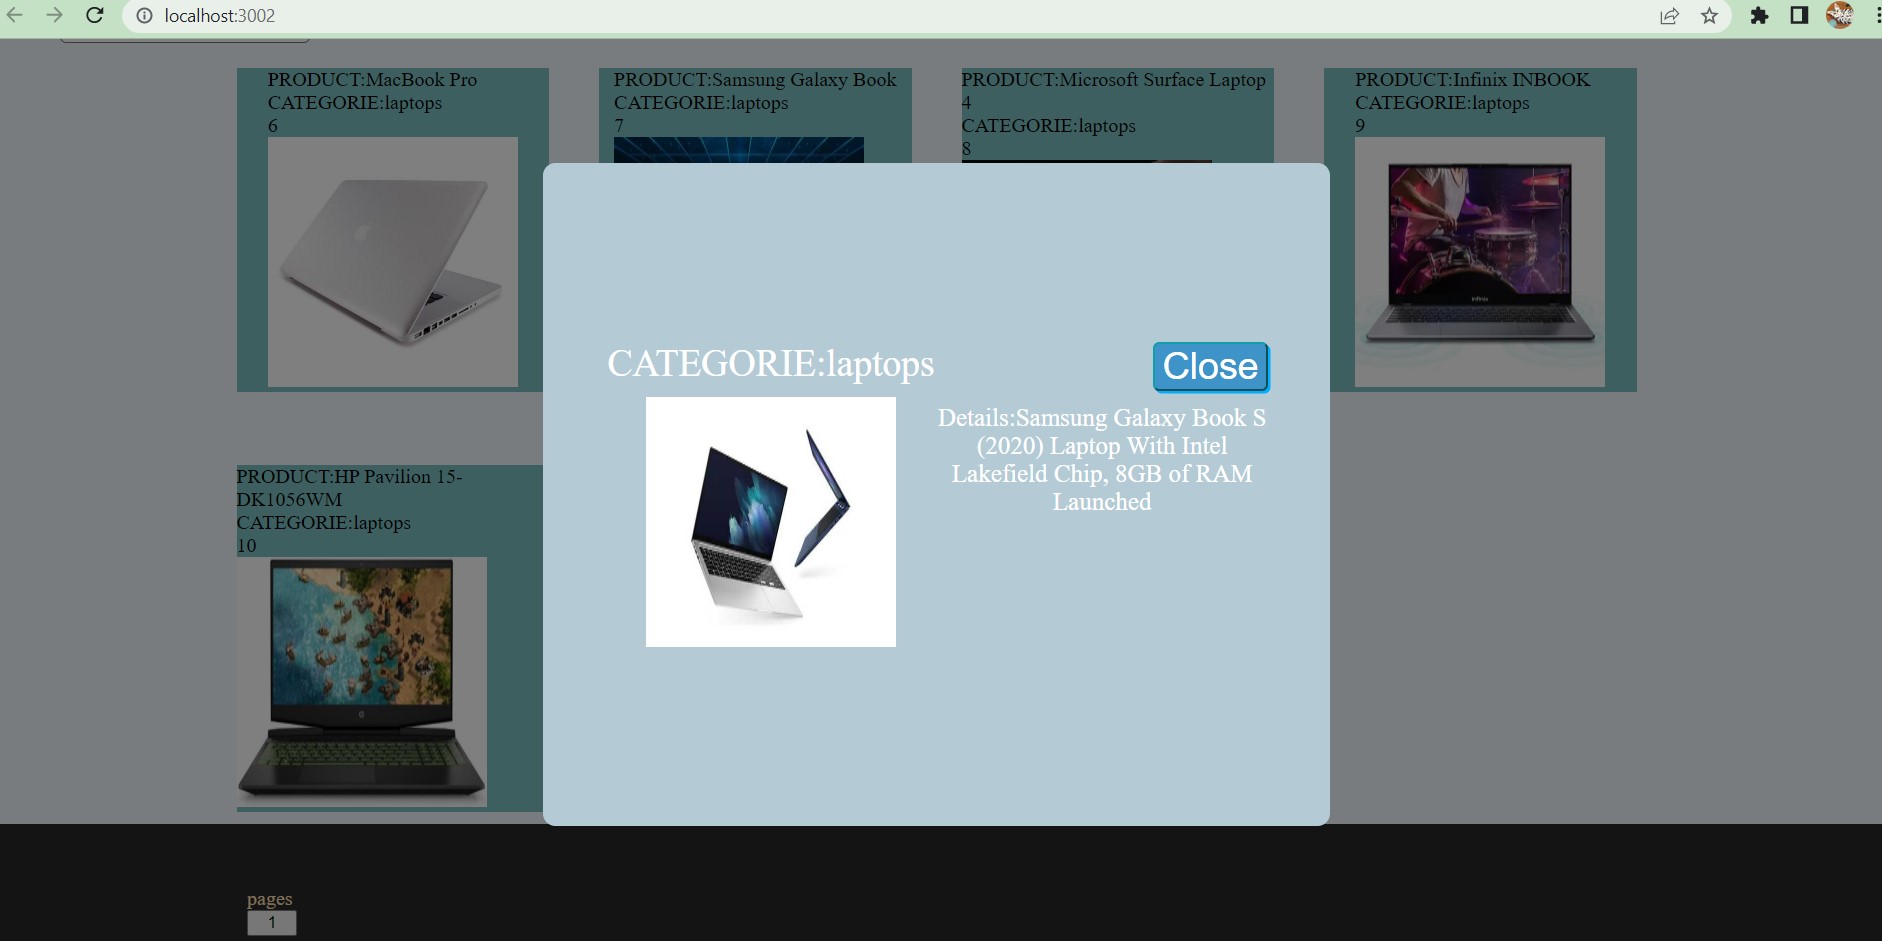 localhost:3002
PRODUCT:MacBook Pro
CATEGORIE:laptops
6
PRODUCT:Samsung Galaxy Book
CATEGORIE:laptops
7
PRODUCT:Microsoft Surface Laptop
4
CATEGORIE:laptops
8
PRODUCT:Infinix INBOOK
CATEGORIE:laptops
9
Infinix
CATEGORIE:laptops
Close
Details:Samsung Galaxy Book S
(2020) Laptop With Intel
Lakefield Chip, 8GB of RAM
Launched
PRODUCT:HP Pavilion 15-
DK1056WM
CATEGORIE:laptops
10
pages
1